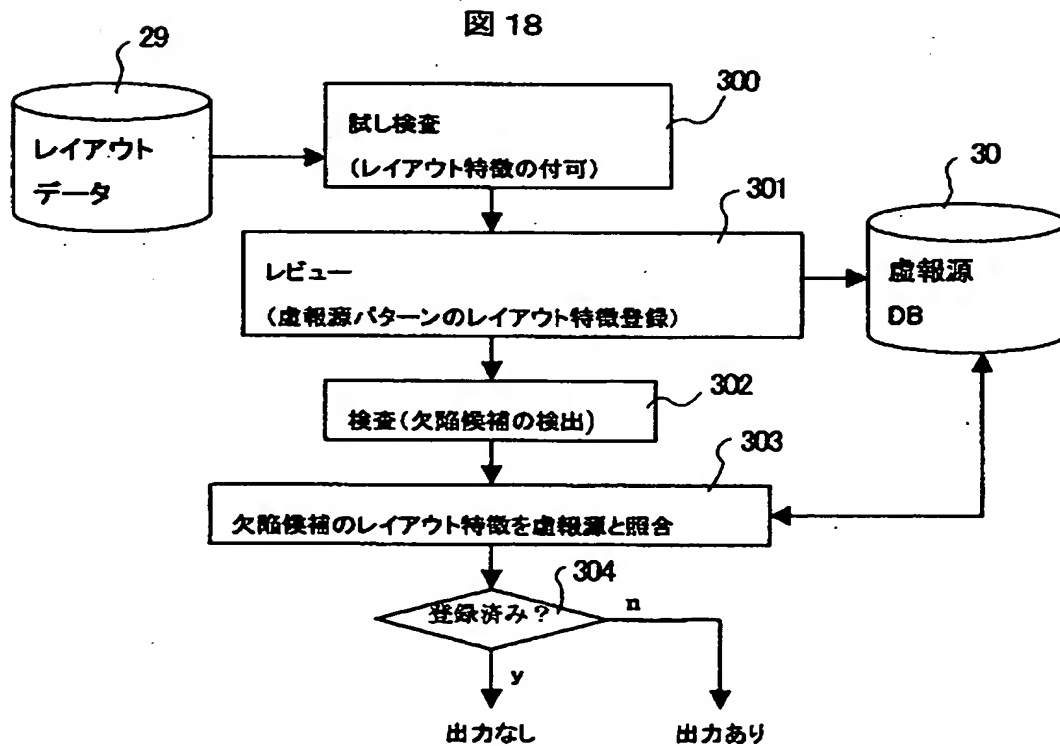 図 18
29
レイアウト
データ
300
試し検査
(レイアウト特徴の付可)
301
レビュー
(虚報源パターンのレイアウト特徴登録)
30
虚報源
DB
302
検査(欠陥候補の検出)
303
欠陥候補のレイアウト特徴を虚報源と照合
304
登録済み?
n
y
出力なし
出力あり